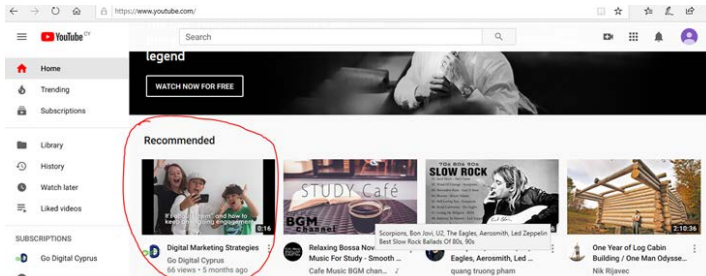 https://www.youtube.com/
YouTube CY
Search
Home
Trending
Subscriptions
Library
History
Watch later
Liked videos
SUBSCRIPTIONS
Go Digital Cyprus
legend
WATCH NOW FOR FREE
Recommended
and how to
0:16
Digital Marketing Strategies
Go Digital Cyprus
66 views • 5 months ago
STUDY Café
BGM
channel
Relaxing Bossa Nov
Music For Study - Smooth ...
Cafe Music BGM chan...
70s 80s 90s
SLOW ROCK
Scorpions, Bon Jovi, U2, The Eagles, Aerosmith, Led Zeppelin
Best Slow Rock Ballads Of 80s, 90s
Eagles, Aerosmith, Led ...
quang truong pham
2:10:36
One Year of Log Cabin
Building / One Man Odysse...
Nik Rijavec